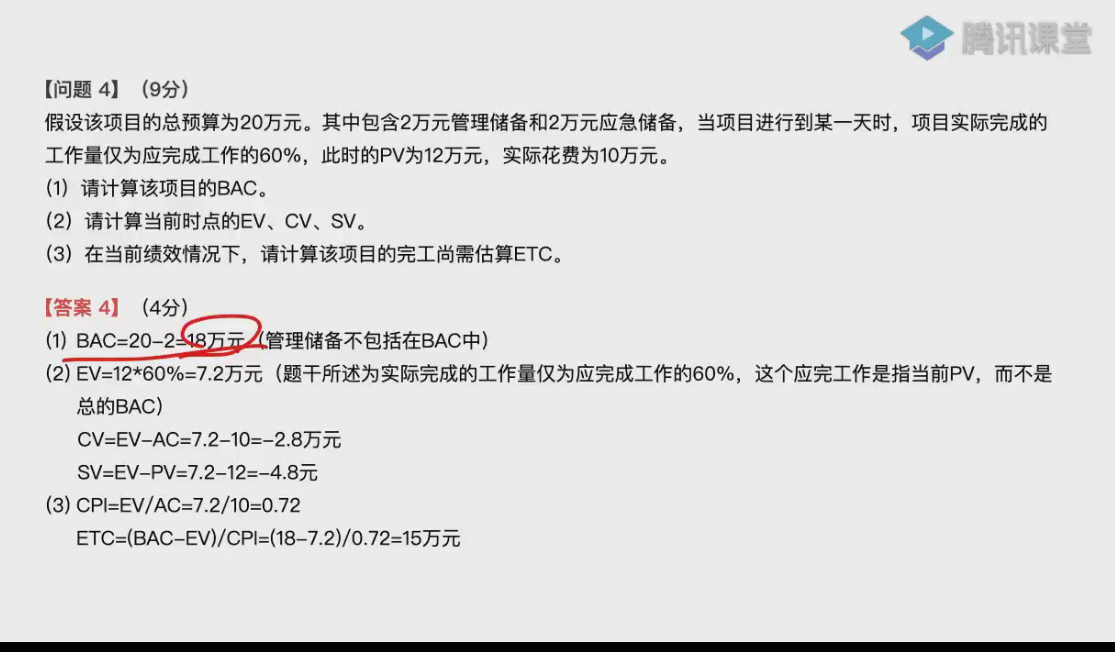 腾讯课堂
【问题 4】（9分）
假设该项目的总预算为20万元。其中包含2万元管理储备和2万元应急储备，当项目进行到某一天时，项目实际完成的
工作量仅为应完成工作的60%，此时的PV为12万元，实际花费为10万元。
（1）请计算该项目的BAC。
（2）请计算当前时点的EV、CV、SV。
（3）在当前绩效情况下，请计算该项目的完工尚需估算ETC。
【答案 4】（4分）
(1) BAC=20-2=18万元（管理储备不包括在BAC中）
(2) EV=12*60%=7.2万元（题干所述为实际完成的工作量仅为应完成工作的60%，这个应完工作是指当前PV，而不是
总的BAC）
CV=EV-AC=7.2-10=-2.8万元
SV=EV-PV=7.2-12=-4.8元
(3) CPI=EV/AC=7.2/10=0.72
ETC=(BAC-EV)/CPI=(18-7.2)/0.72=15万元